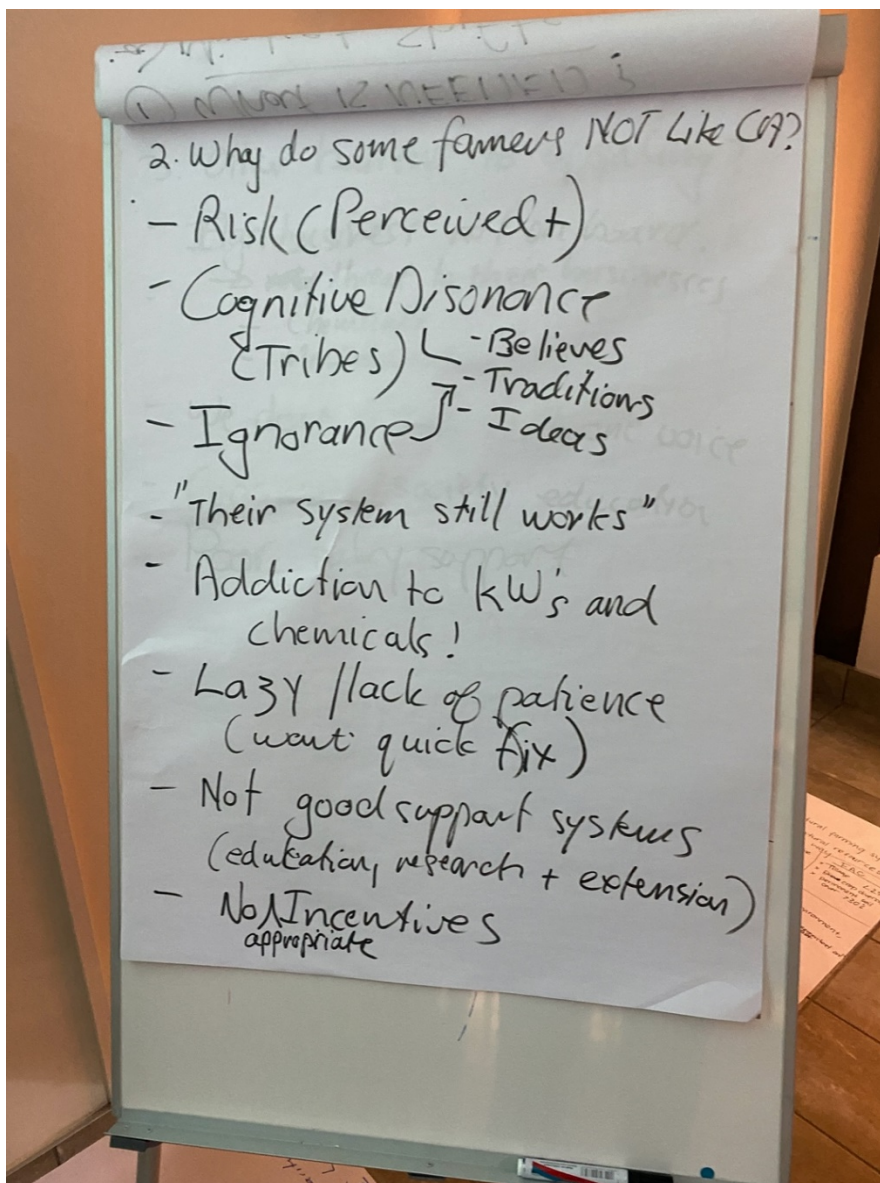 2. Why do some famers NOT Like CA?
- Risk (Perceived +)
- Cognitive Disonance
(Tribes) - Believes
- Traditions
- Ignorance - Ideas
- "Their system still works"
- Addiction to kW's and
chemicals!
- Lazy / lack of patience
(want quick fix)
- Not good support systems
(education, research + extension)
- No Incentives
appropriate